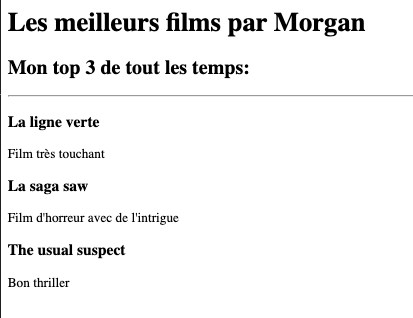 Les meilleurs films par Morgan
Mon top 3 de tout les temps:
La ligne verte
Film très touchant
La saga saw
Film d'horreur avec de l'intrigue
The usual suspect
Bon thriller